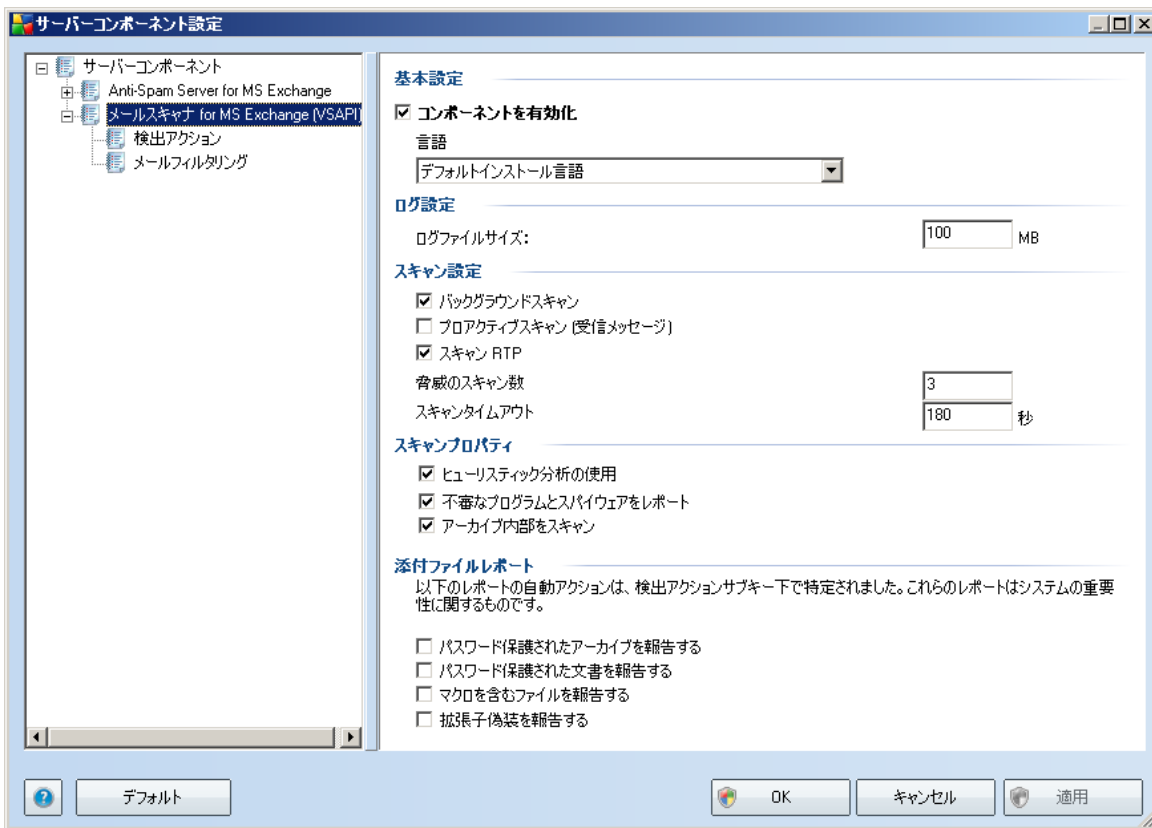 サーバーコンポーネント設定
サーバーコンポーネント
Anti-Spam Server for MS Exchange
メールスキャナ for MS Exchange (VSAPI)
検出アクション
メールフィルタリング
基本設定
コンポーネントを有効化
言語
デフォルトインストール言語
ログ設定
ログファイルサイズ:
100 MB
スキャン設定
バックグラウンドスキャン
プロアクティブスキャン (受信メッセージ)
スキャン RTP
脅威のスキャン数
3
スキャンタイムアウト
180 秒
スキャンプロパティ
ヒューリスティック分析の使用
不審なプログラムとスパイウェアをレポート
アーカイブ内部をスキャン
添付ファイルレポート
以下のレポートの自動アクションは、検出アクションサブキー下で特定されました。これらのレポートはシステムの重要
性に関するものです。
パスワード保護されたアーカイブを報告する
パスワード保護された文書を報告する
マクロを含むファイルを報告する
拡張子偽装を報告する
デフォルト
OK
キャンセル
適用